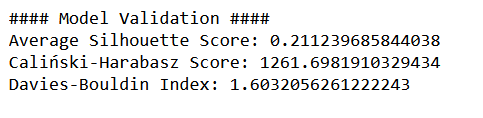 #### Model Validation ####
Average Silhouette Score: 0.211239685844038
Caliński-Harabasz Score: 1261.6981910329434
Davies-Bouldin Index: 1.6032056261222243